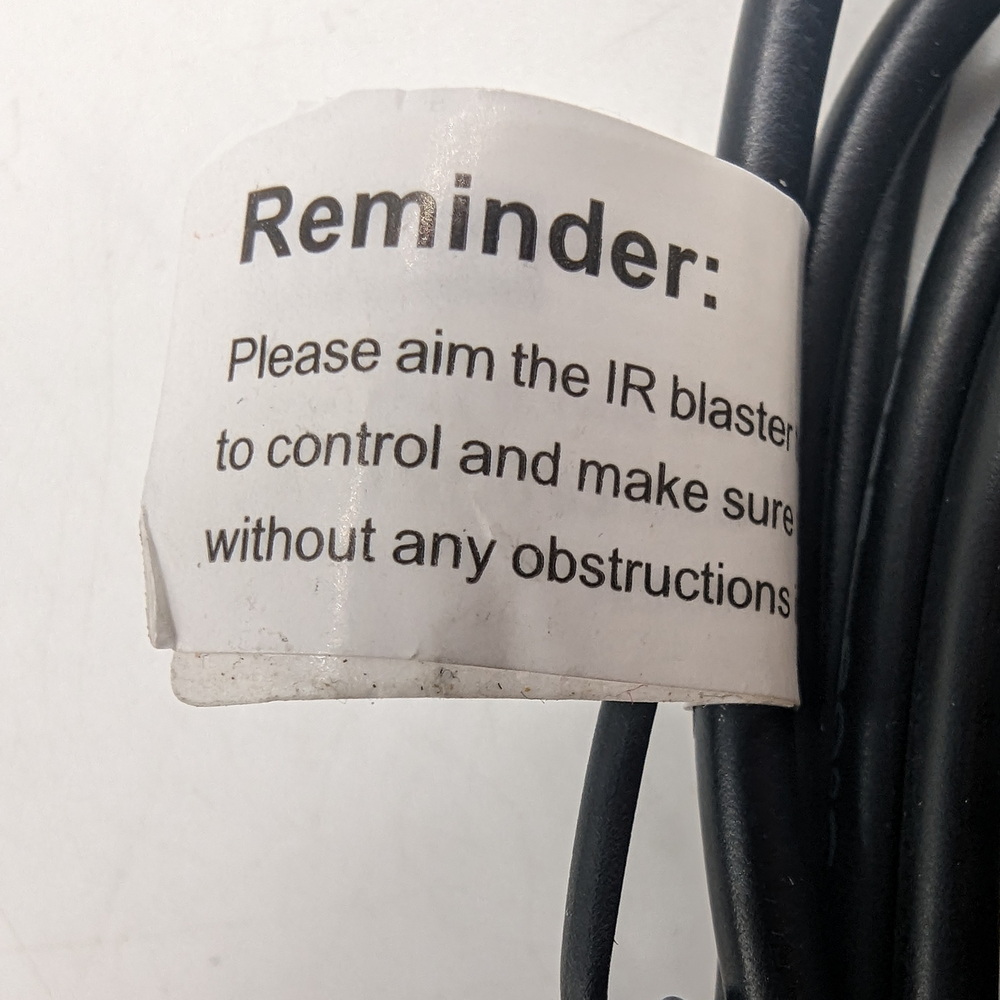 Reminder:
Please aim the IR blaster
to control and make sure
without any obstructions